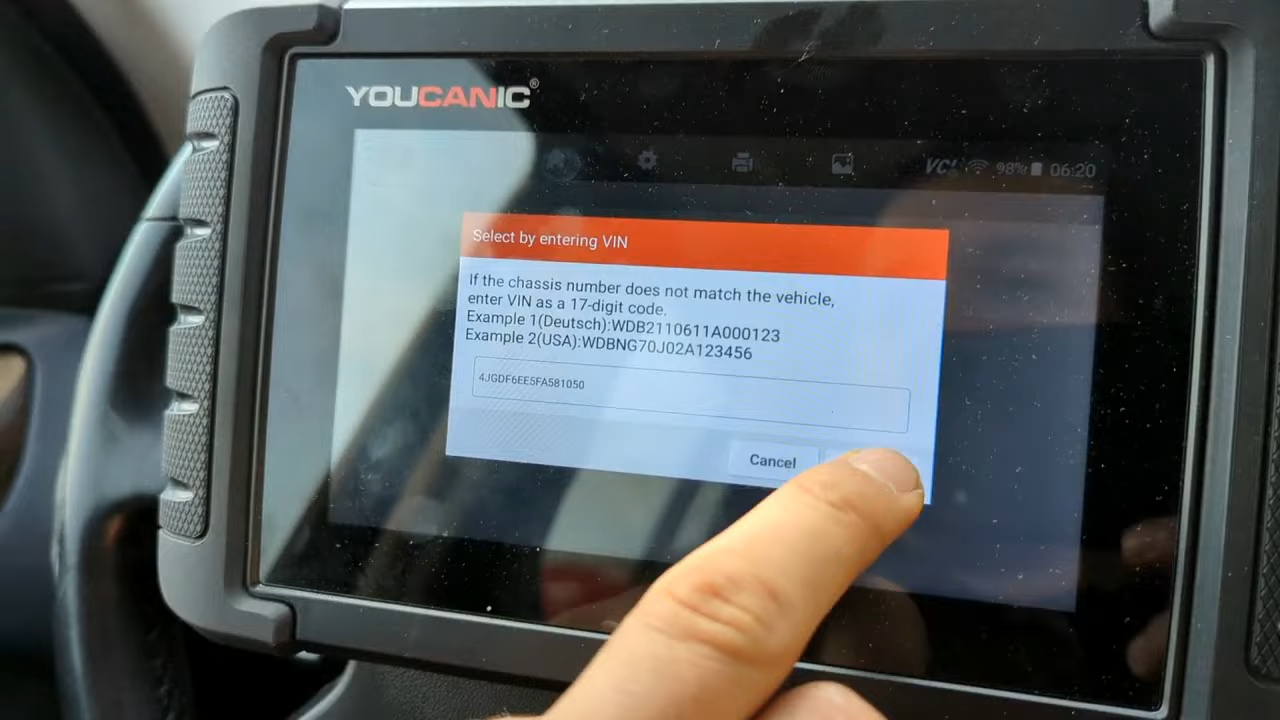 YOUCANIC®
VCI 98% 06:20
Select by entering VIN
If the chassis number does not match the vehicle,
enter VIN as a 17-digit code.
Example 1(Deutsch):WDB2110611A000123
Example 2(USA):WDBNG70J02A123456
4JGDF6EE5FA581050
Cancel